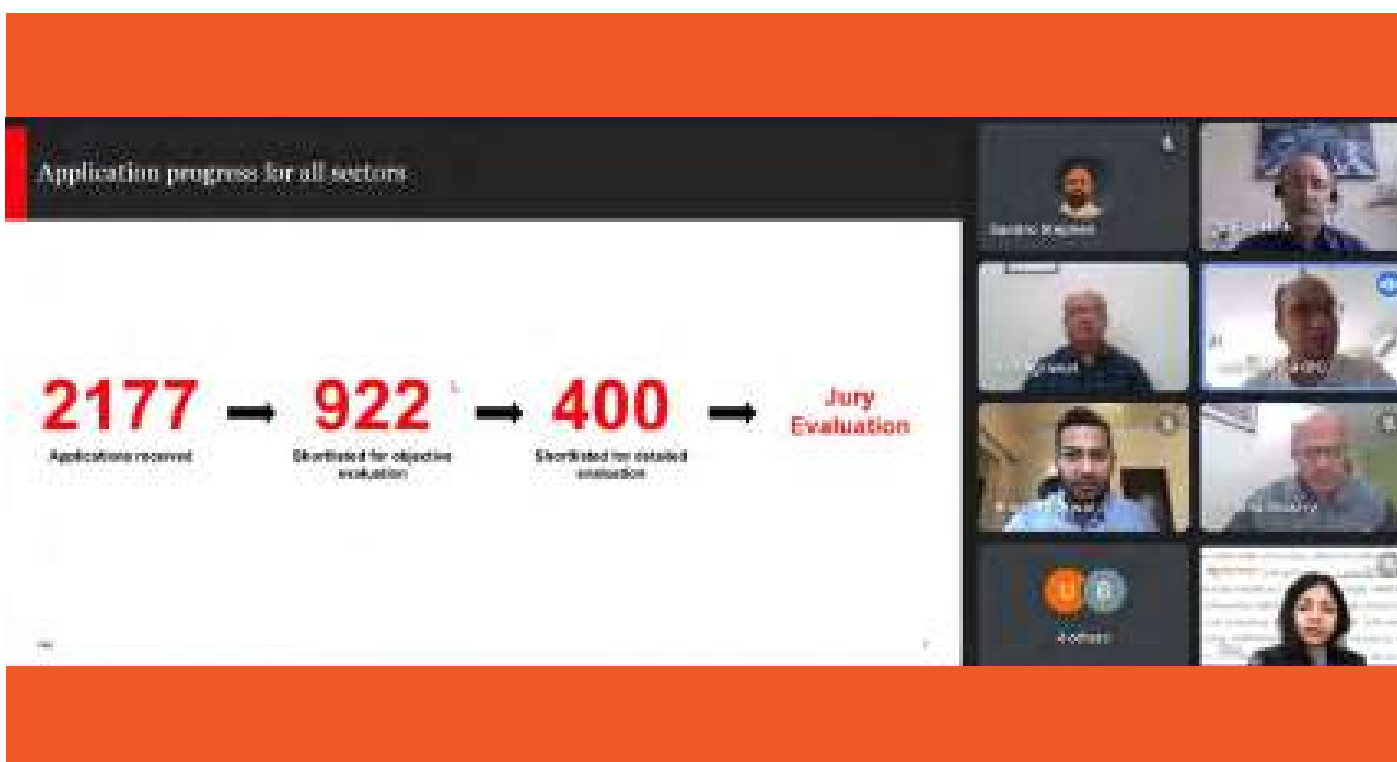 Application progress for all sectors
2177
Applications received
922
Shortlisted for objective
evaluation
400
Shortlisted for detailed
evaluation
Jury
Evaluation
U
B